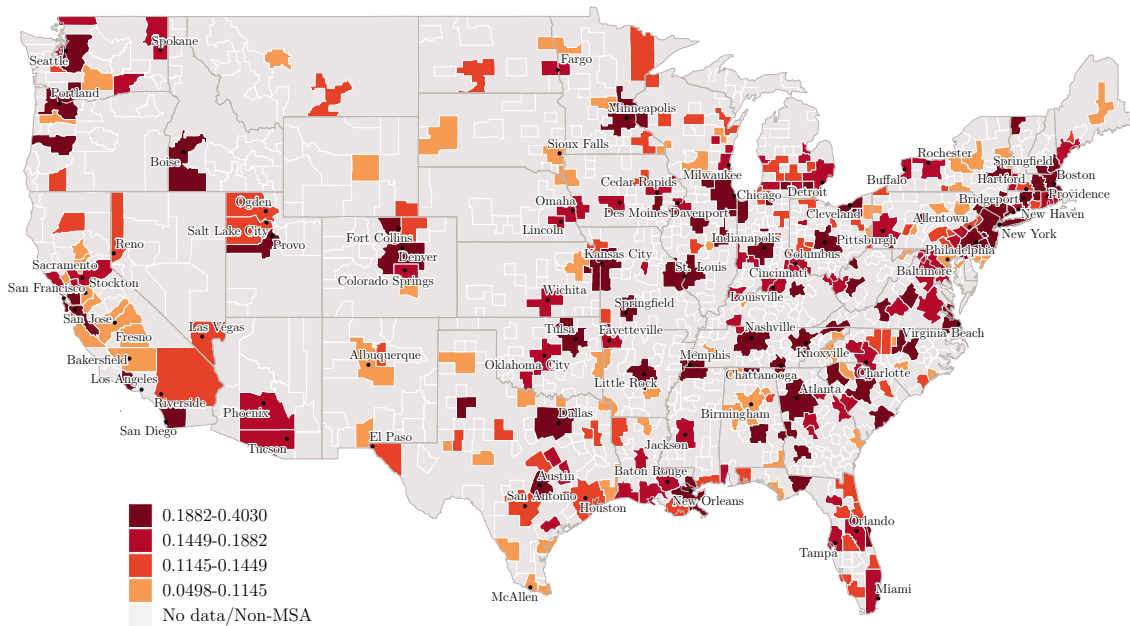 Spokane
Seattle
Fargo
Portland
Minneapolis
Boise
Sioux Falls
Rochester
Springfield
Milwaukee
Buffalo
Hartford
Boston
Cedar Rapids
Detroit
Bridgeport
Providence
Ogden
Omaha
Des Moines
Davenport
Chicago
Cleveland
Allentown
New Haven
Salt Lake City
Provo
Fort Collins
Lincoln
Indianapolis
Pittsburgh
New York
Reno
Denver
Kansas City
St. Louis
Columbus
Philadelphia
Sacramento
Stockton
Colorado Springs
Cincinnati
Baltimore
San Francisco
Wichita
Springfield
Louisville
San Jose
Las Vegas
Tulsa
Fayetteville
Nashville
Virginia Beach
Fresno
Bakersfield
Albuquerque
Oklahoma City
Memphis
Knoxville
Los Angeles
Little Rock
Chattanooga
Charlotte
Riverside
Phoenix
Atlanta
San Diego
Dallas
Birmingham
Tucson
El Paso
Jackson
Austin
Baton Rouge
San Antonio
Houston
New Orleans
Orlando
Tampa
McAllen
Miami
0.1882-0.4030
0.1449-0.1882
0.1145-0.1449
0.0498-0.1145
No data/Non-MSA